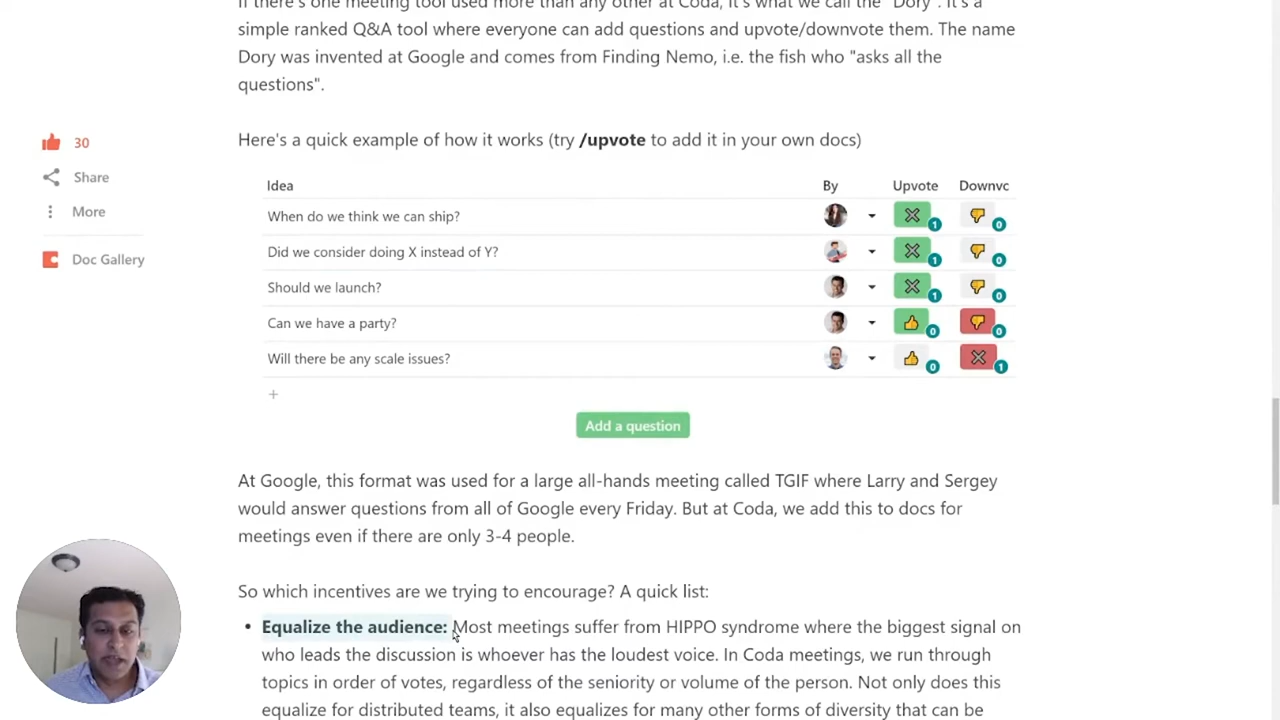 If there's one meeting tool used more than any other at Coda, it's what we call the "Dory". It's a
simple ranked Q&A tool where everyone can add questions and upvote/downvote them. The name
Dory was invented at Google and comes from Finding Nemo, i.e. the fish who "asks all the
questions".
30
Share
More
Doc Gallery
Here's a quick example of how it works (try /upvote to add it in your own docs)
Idea By Upvote Downvc
When do we think we can ship? 1 0
Did we consider doing X instead of Y? 1 0
Should we launch? 1 0
Can we have a party? 0 0
Will there be any scale issues? 0 1
+
Add a question
At Google, this format was used for a large all-hands meeting called TGIF where Larry and Sergey
would answer questions from all of Google every Friday. But at Coda, we add this to docs for
meetings even if there are only 3-4 people.
So which incentives are we trying to encourage? A quick list:
• Equalize the audience: Most meetings suffer from HIPPO syndrome where the biggest signal on
who leads the discussion is whoever has the loudest voice. In Coda meetings, we run through
topics in order of votes, regardless of the seniority or volume of the person. Not only does this
equalize for distributed teams, it also equalizes for many other forms of diversity that can be